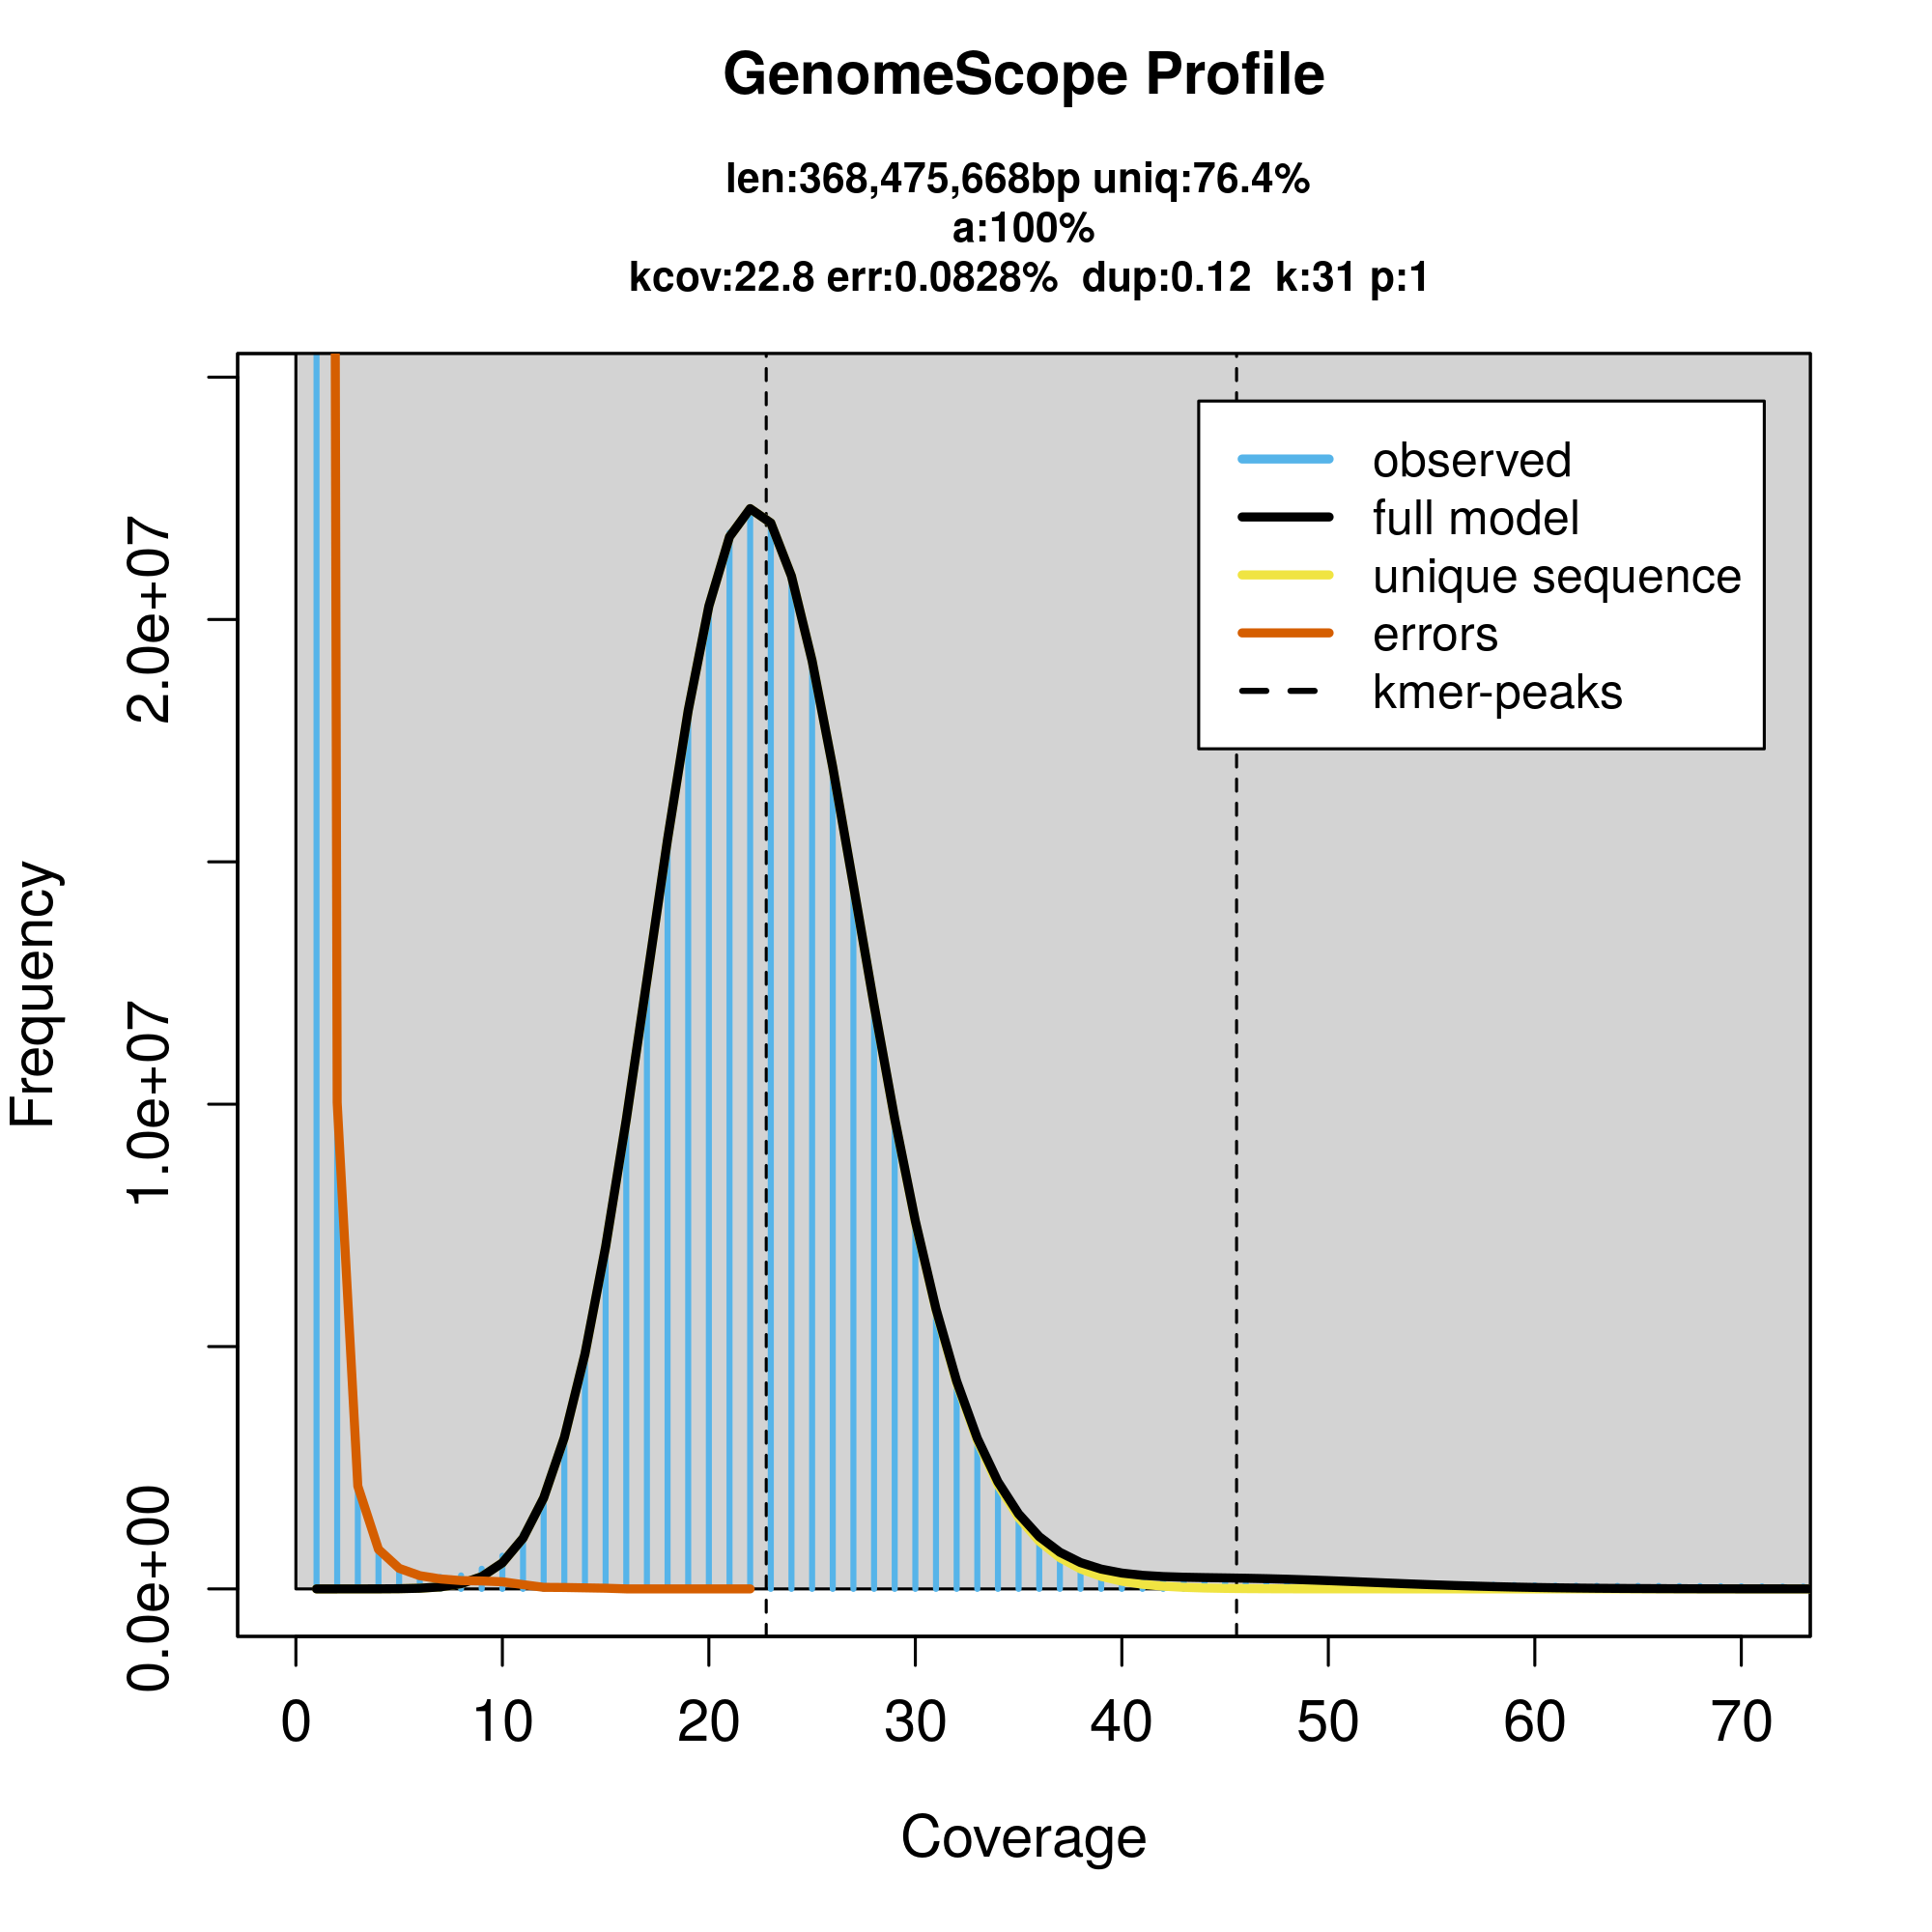 GenomeScope Profile
len:368,475,668bp uniq:76.4%
a:100%
kcov:22.8 err:0.0828% dup:0.12 k:31 p:1
observed
full model
unique sequence
errors
kmer-peaks
Frequency
2.0e+07
1.0e+07
0.0e+00
0 10 20 30 40 50 60 70
Coverage